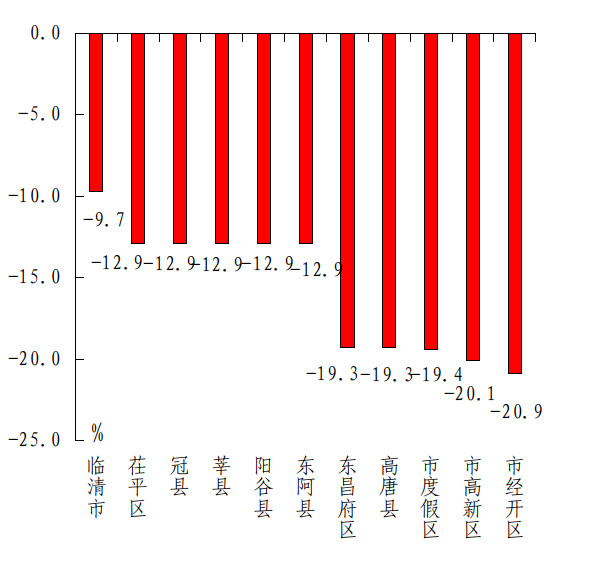 0.0
-5.0
-10.0
-15.0
-20.0
-25.0
%
-9.7
-12.9
-12.9
-12.9
-12.9
-12.9
-19.3
-19.3
-19.4
-20.1
-20.9
临清市
茌平区
冠县
莘县
阳谷县
东阿县
东昌府区
高唐县
市度假区
市高新区
市经开区